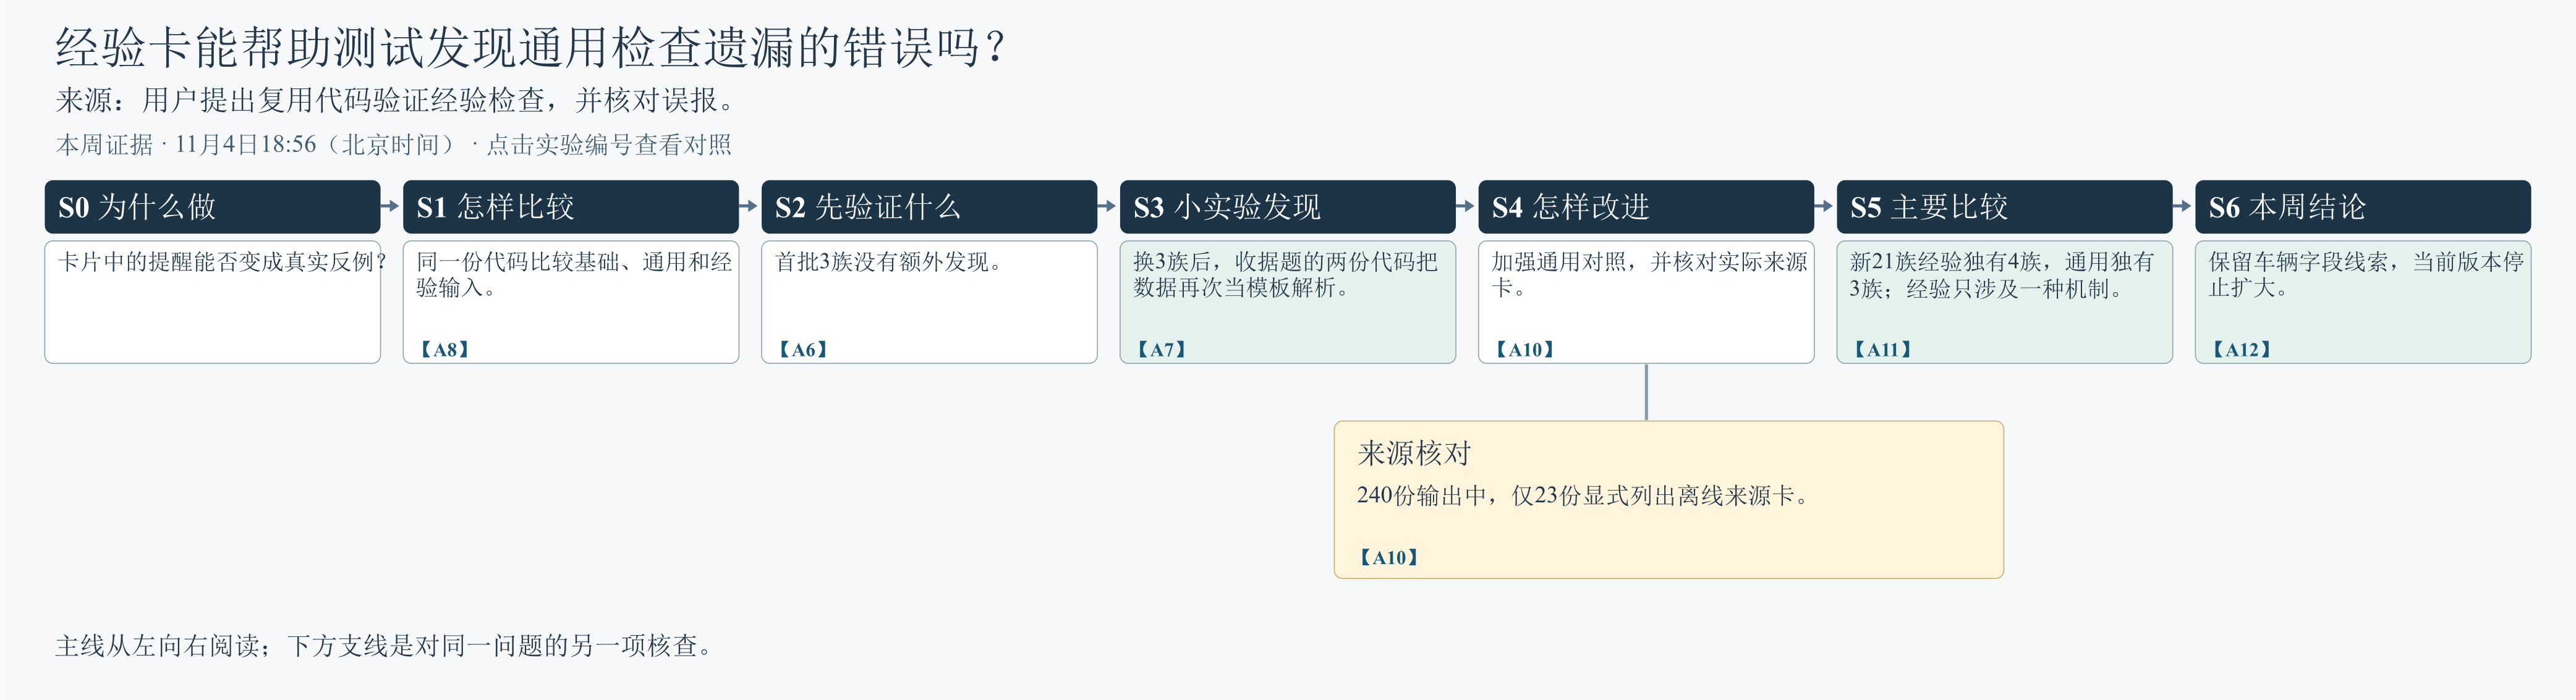 经验卡能帮助测试发现通用检查遗漏的错误吗？
来源：用户提出复用代码验证经验检查，并核对误报。
本周证据 · 11月4日18:56（北京时间） · 点击实验编号查看对照
S0 为什么做
卡片中的提醒能否变成真实反例？
S1 怎样比较
同一份代码比较基础、通用和经
验输入。
【A8】
S2 先验证什么
首批3族没有额外发现。
【A6】
S3 小实验发现
换3族后，收据题的两份代码把
数据再次当模板解析。
【A7】
S4 怎样改进
加强通用对照，并核对实际来源
卡。
【A10】
S5 主要比较
新21族经验独有4族，通用独有
3族；经验只涉及一种机制。
【A11】
S6 本周结论
保留车辆字段线索，当前版本停
止扩大。
【A12】
来源核对
240份输出中，仅23份显式列出离线来源卡。
【A10】
主线从左向右阅读；下方支线是对同一问题的另一项核查。